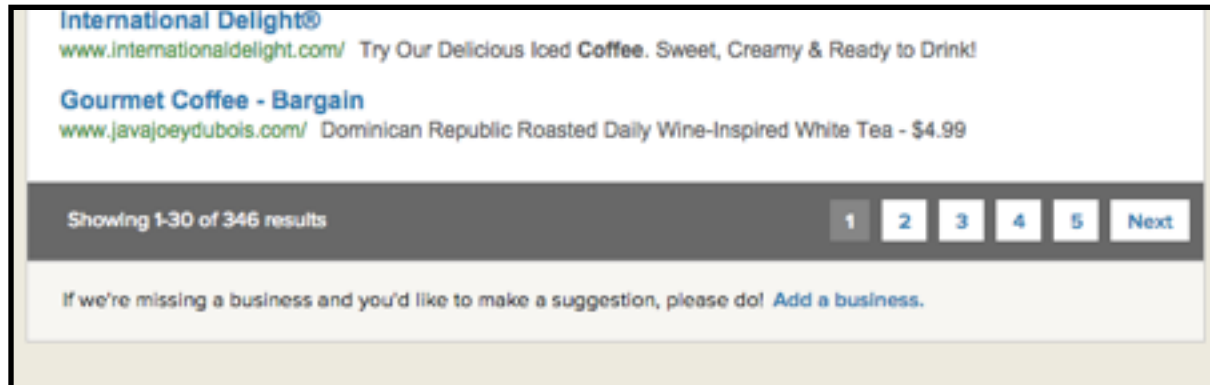 International Delight®
www.internationaldelight.com/ Try Our Delicious Iced Coffee. Sweet, Creamy & Ready to Drink!
Gourmet Coffee - Bargain
www.javajoeydubois.com/ Dominican Republic Roasted Daily Wine-Inspired White Tea - $4.99
Showing 1-30 of 346 results 1 2 3 4 5 Next
If we're missing a business and you'd like to make a suggestion, please do! Add a business.